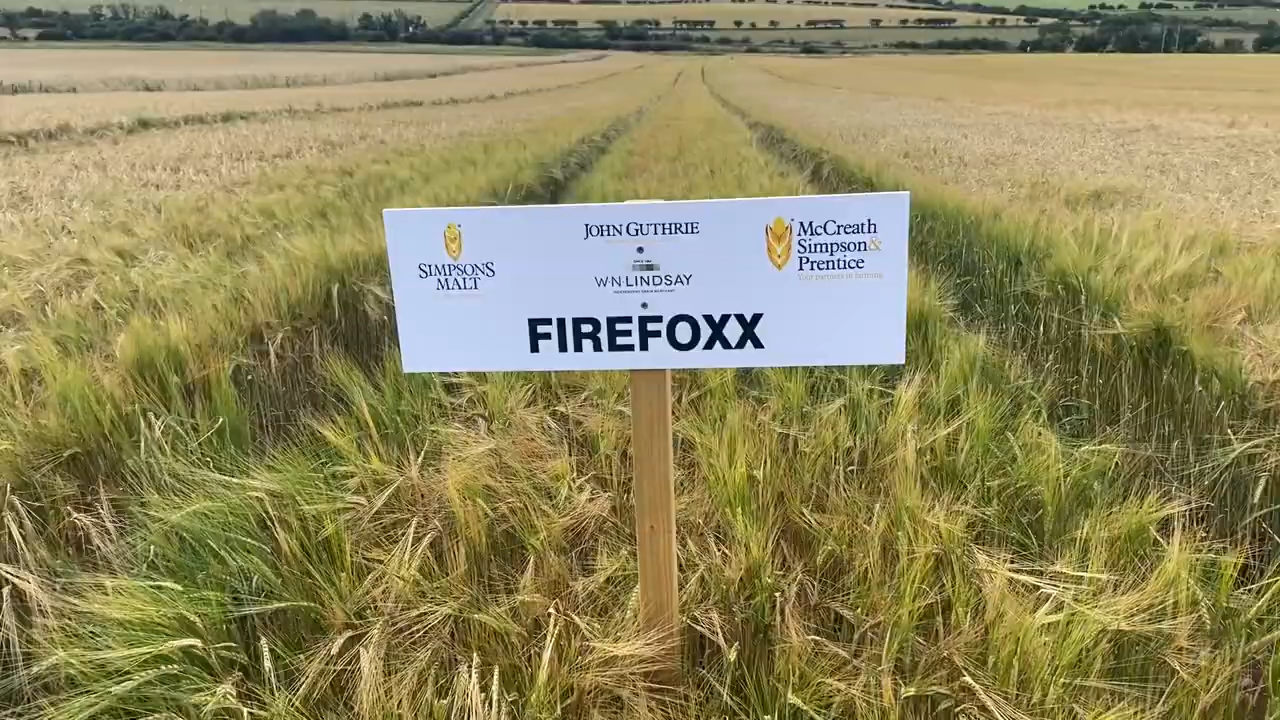 SIMPSONS
MALT
JOHN GUTHRIE
W·N·LINDSAY
McCreath
Simpson&
Prentice
Your partners in farming
FIREFOXX